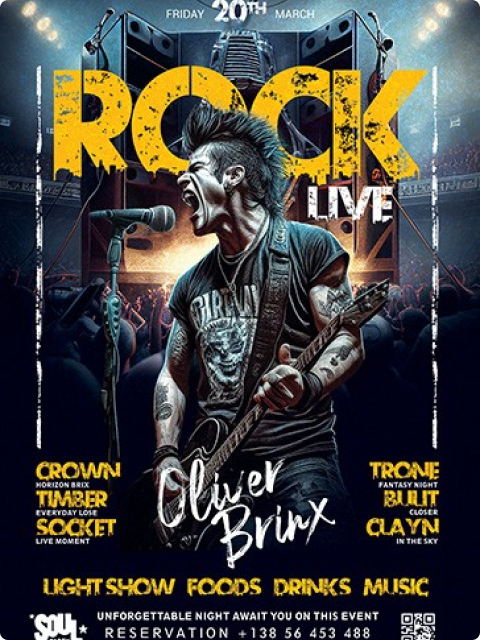 FRIDAY 20TH MARCH
ROCK
LIVE
CROWN
HORIZON BRIX
TIMBER
EVERYDAY LOSE
SOCKET
LIVE MOMENT
TRONE
FANTASY NIGHT
BULIT
CLOSER
CLAYN
IN THE SKY
Oliver
Brinx
LIGHT SHOW FOODS DRINKS MUSIC
UNFORGETTABLE NIGHT AWAIT YOU ON THIS EVENT
SOUL
RESERVATION +138 56 453 488